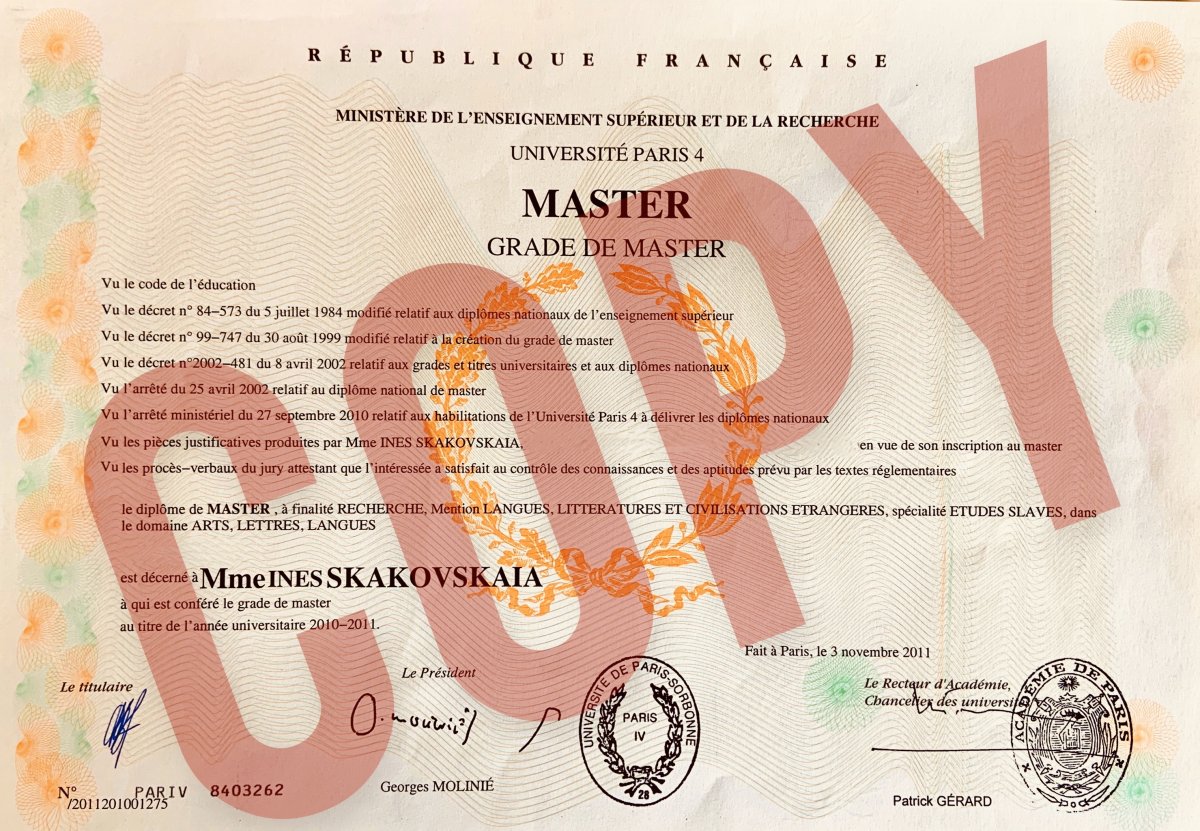 RÉPUBLIQUE FRANÇAISE
MINISTÈRE DE L'ENSEIGNEMENT SUPÉRIEUR ET DE LA RECHERCHE
UNIVERSITÉ PARIS 4
MASTER
GRADE DE MASTER
Vu le code de l'éducation
Vu le décret n° 84–573 du 5 juillet 1984 modifié relatif aux diplômes nationaux de l'enseignement supérieur
Vu le décret n° 99–747 du 30 août 1999 modifié relatif à la création du grade de master
Vu le décret n°2002–481 du 8 avril 2002 relatif aux grades et titres universitaires et aux diplômes nationaux
Vu l'arrêté du 25 avril 2002 relatif au diplôme national de master
Vu l'arrêté ministériel du 27 septembre 2010 relatif aux habilitations de l'Université Paris 4 à délivrer les diplômes nationaux
Vu les pièces justificatives produites par Mme INES SKAKOVSKAIA, en vue de son inscription au master
Vu les procès–verbaux du jury attestant que l'intéressée a satisfait au contrôle des connaissances et des aptitudes prévu par les textes réglementaires
le diplôme de MASTER , à finalité RECHERCHE, Mention LANGUES, LITTERATURES ET CIVILISATIONS ETRANGERES, spécialité ETUDES SLAVES, dans
le domaine ARTS, LETTRES, LANGUES
est décerné à Mme INES SKAKOVSKAIA
à qui est conféré le grade de master
au titre de l'année universitaire 2010–2011.
Fait à Paris, le 3 novembre 2011
Le titulaire
Le Président
Le Recteur d'Académie,
Chancelier des universités
UNIVERSITE DE PARIS-SORBONNE
PARIS
IV
28
ACADÉMIE DE PARIS
Georges MOLINIÉ
Patrick GÉRARD
N° PARIV 8403262
/2011201001275
COPY